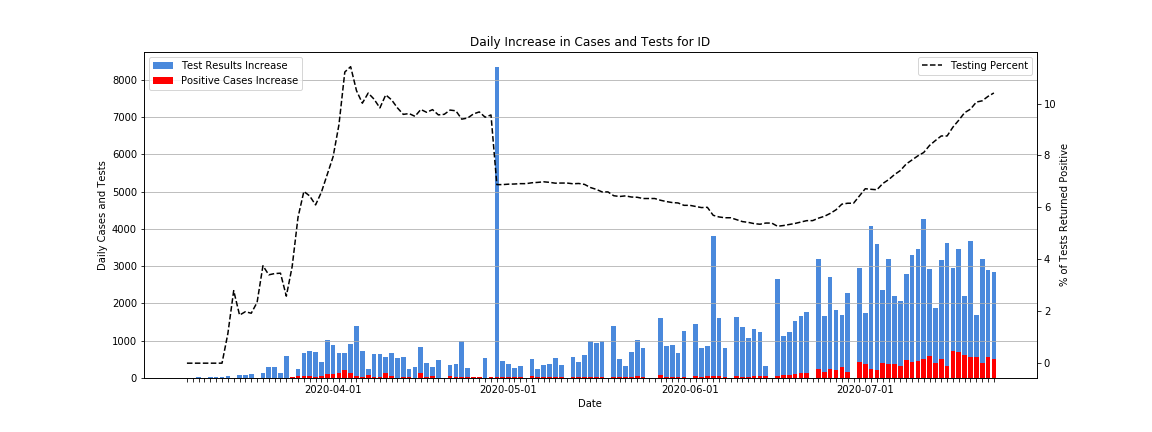 Daily Increase in Cases and Tests for ID
Test Results Increase
Positive Cases Increase
Testing Percent
8000
7000
6000
5000
4000
3000
2000
1000
0
Daily Cases and Tests
10
8
6
4
2
0
% of Tests Returned Positive
2020-04-01
2020-05-01
2020-06-01
2020-07-01
Date